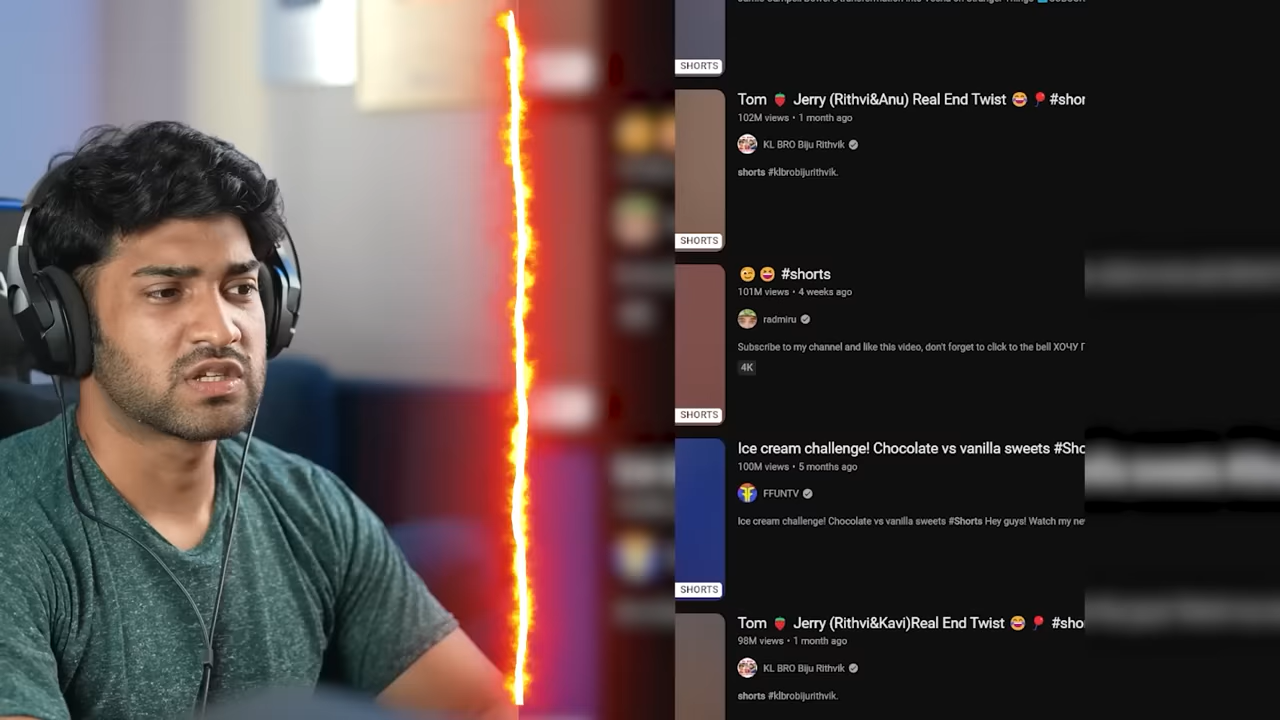 SHORTS
Tom 🍓 Jerry (Rithvi&Anu) Real End Twist 😂 🎈 #shor
102M views • 1 month ago
KL BRO Biju Rithvik
shorts #klbrobijurithvik.
SHORTS
😉 😂 #shorts
101M views • 4 weeks ago
radmiru
Subscribe to my channel and like this video, don't forget to click to the bell ХОЧУ Г
4K
SHORTS
Ice cream challenge! Chocolate vs vanilla sweets #Sho
100M views • 5 months ago
FFUNTV
Ice cream challenge! Chocolate vs vanilla sweets #Shorts Hey guys! Watch my ne
SHORTS
Tom 🍓 Jerry (Rithvi&Kavi)Real End Twist 😂 🎈 #sho
98M views • 1 month ago
KL BRO Biju Rithvik
shorts #klbrobijurithvik.